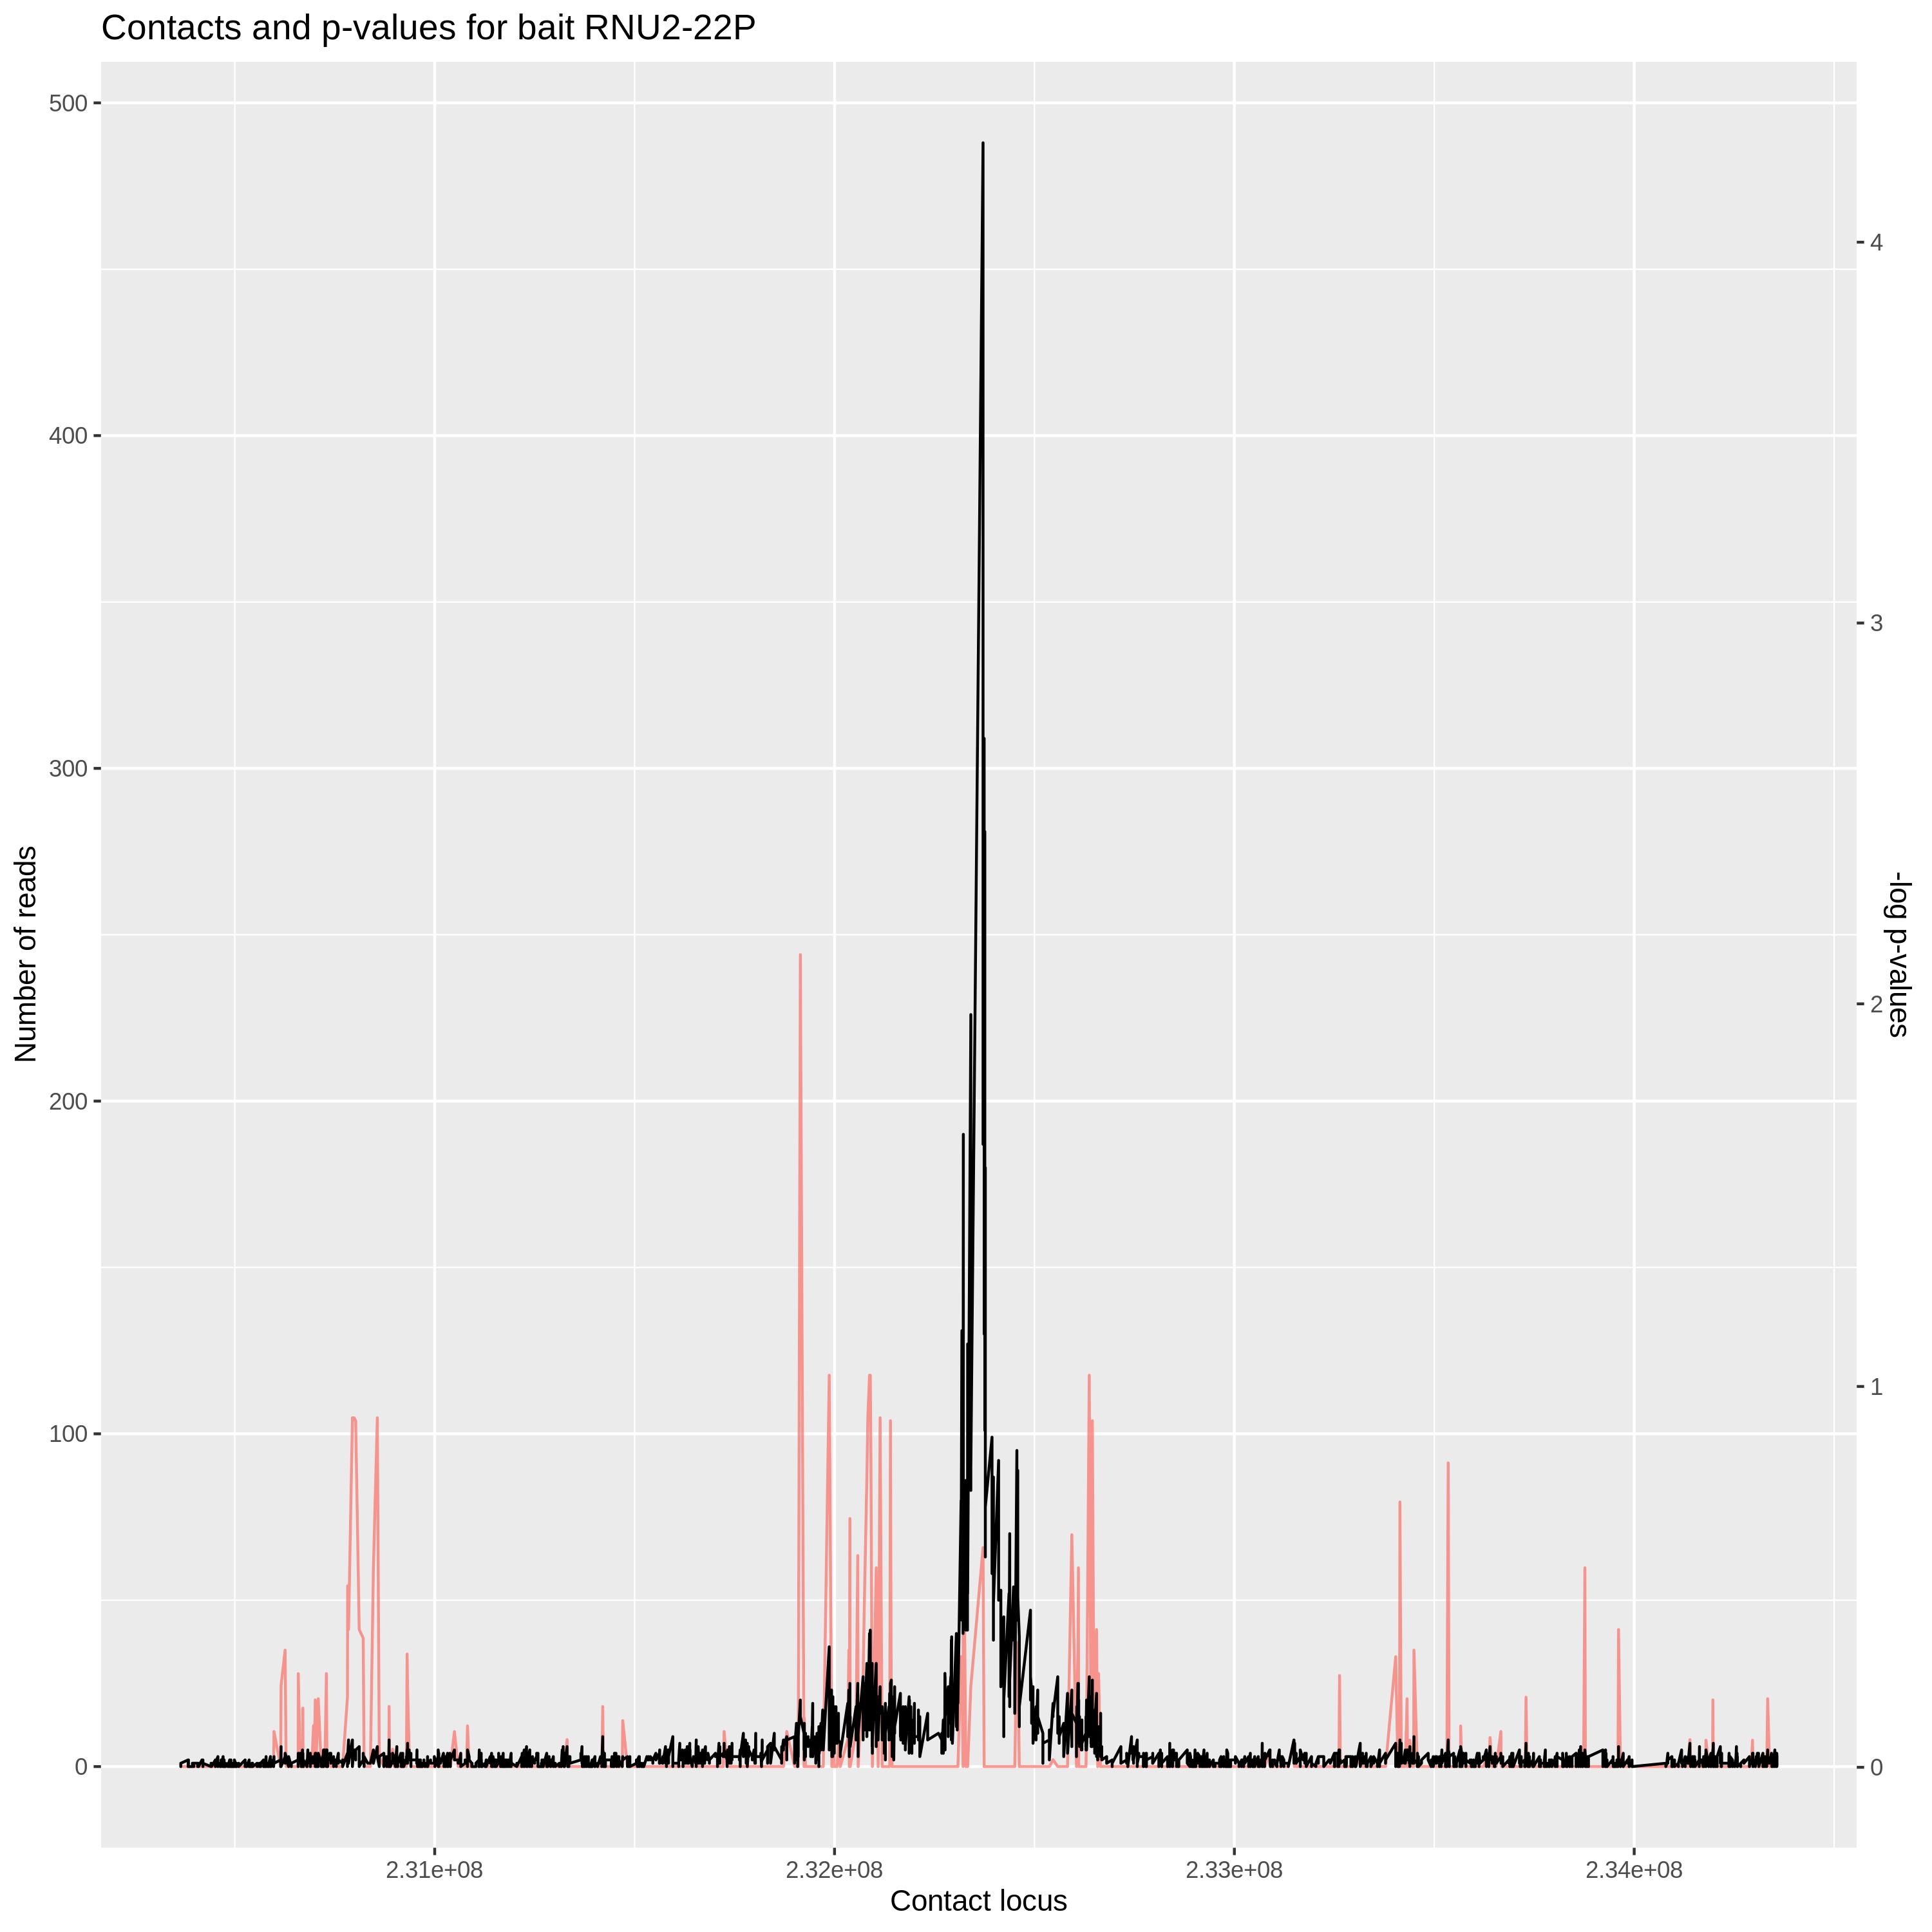 Contacts and p-values for bait RNU2-22P
500
400
300
200
100
0
Number of reads
4
3
2
1
0
-log p-values
2.31e+08
2.32e+08
2.33e+08
2.34e+08
Contact locus